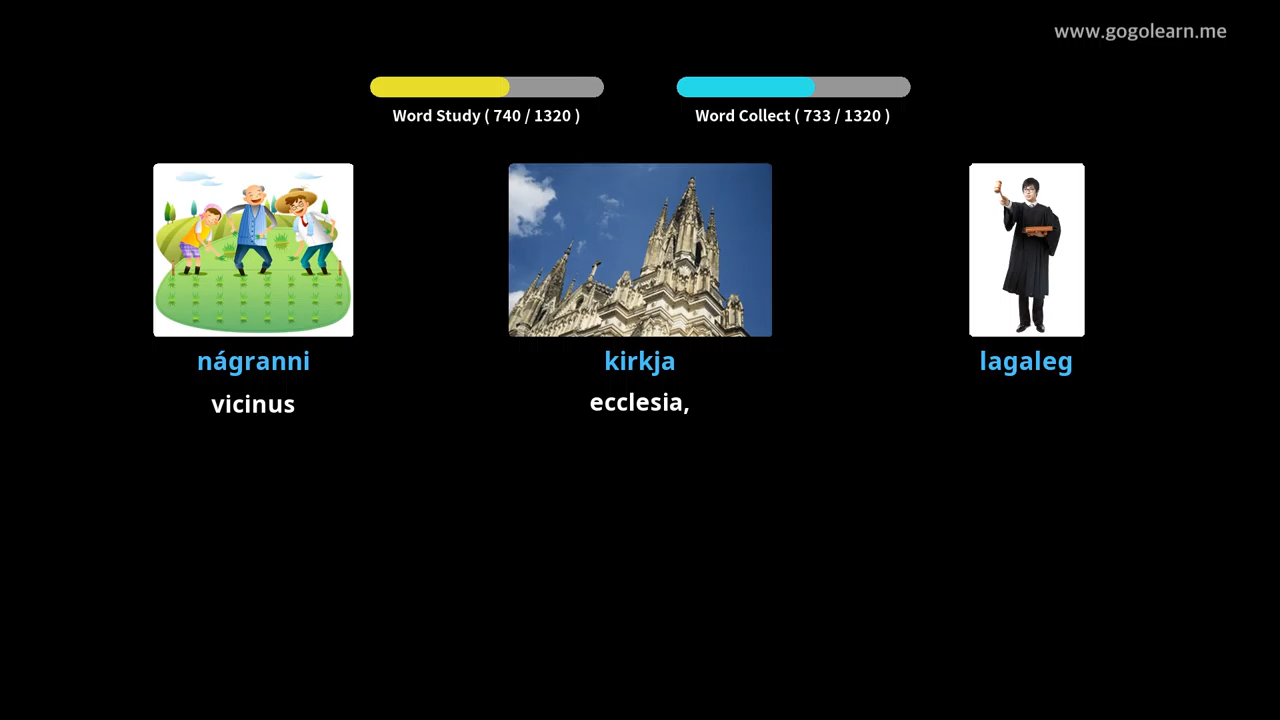 www.gogolearn.me
Word Study ( 740 / 1320 )
Word Collect ( 733 / 1320 )
nágranni
kirkja
lagaleg
vicinus
ecclesia,